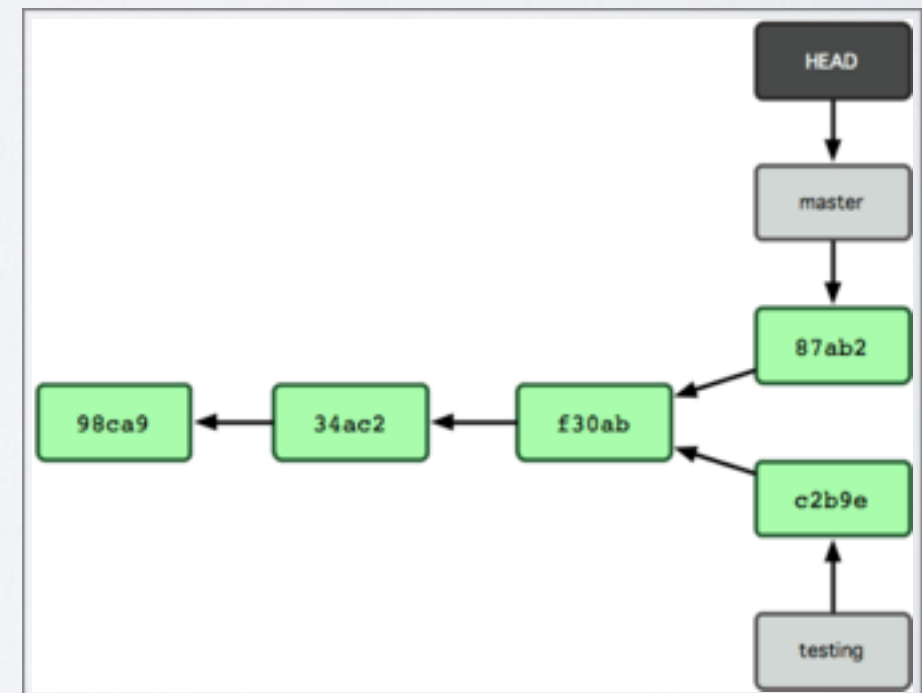 HEAD
master
87ab2
98ca9 34ac2 f30ab
c2b9e
testing